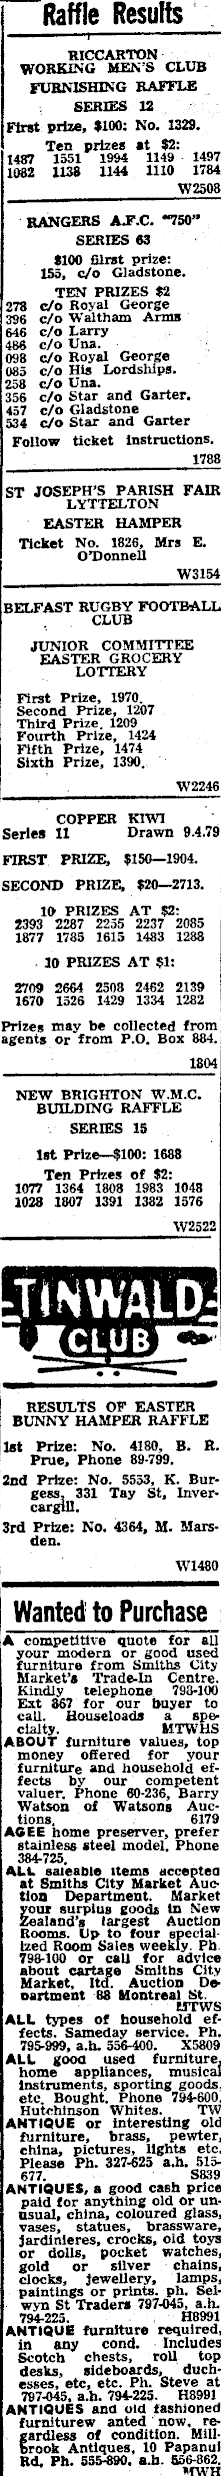 Raffle Results
RICCARTON
WORKING MEN'S CLUB
FURNISHING RAFFLE
SERIES 12
First prize, $100: No. 1329.
Ten prizes at $2:
1487 1551 1994 1149 1497
1082 1138 1144 1110 1784
W2508
RANGERS A.F.C. "750"
SERIES 63
$100 filrst prize:
155, c/o Gladstone.
TEN PRIZES $2
278 c/o Royal George
396 c/o Waltham Arms
646 c/o Larry
486 c/o Una.
098 c/o Royal George
085 c/o His Lordships.
258 c/o Una.
356 c/o Star and Garter.
457 c/o Gladstone
534 c/o Star and Garter
Follow ticket instructions.
1788
ST JOSEPH'S PARISH FAIR
LYTTELTON
EASTER HAMPER
Ticket No. 1826, Mrs E.
O'Donnell
W3154
BELFAST RUGBY FOOTBALL
CLUB
JUNIOR COMMITTEE
EASTER GROCERY
LOTTERY
First Prize, 1970.
Second Prize, 1207
Third Prize, 1209
Fourth Prize, 1424
Fifth Prize, 1474
Sixth Prize, 1390.
W2246
COPPER KIWI
Series 11 Drawn 9.4.79
FIRST PRIZE, $150—1904.
SECOND PRIZE, $20—2713.
10 PRIZES AT $2:
2393 2287 2255 2237 2085
1877 1785 1615 1483 1288
10 PRIZES AT $1:
2709 2664 2508 2462 2139
1670 1526 1429 1334 1282
Prizes may be collected from
agents or from P.O. Box 884.
1804
NEW BRIGHTON W.M.C.
BUILDING RAFFLE
SERIES 15
1st Prize—$100: 1688
Ten Prizes of $2:
1077 1364 1808 1983 1048
1028 1807 1391 1382 1576
W2522
TINWALD
CLUB
RESULTS OF EASTER
BUNNY HAMPER RAFFLE
1st Prize: No. 4180, B. R.
Prue, Phone 89-799.
2nd Prize: No. 5553, K. Bur-
gess, 331 Tay St, Inver-
cargill.
3rd Prize: No. 4364, M. Mars-
den.
W1480
Wanted to Purchase
A competitive quote for all
your modern or good used
furniture from Smiths City
Market's Trade-In Centre.
Kindly telephone 798-100
Ext 867 for our buyer to
call. Houseloads a spe-
cialty. MTWHS
ABOUT furniture values, top
money offered for your
furniture and household ef-
fects by our competent
valuer. Phone 60-236, Barry
Watson of Watsons Auc-
tions. 6179
AGEE home preserver, prefer
stainless steel model. Phone
384-725.
ALL saleable items accepted
at Smiths City Market Auc-
tion Department. Market
your surplus goods in New
Zealand's largest Auction
Rooms. Up to four special-
ized Room Sales weekly. Ph.
798-100 or call for advice
about cartage Smiths City
Market, ltd. Auction De-
partment 88 Montreal St.
MTWS
ALL types of household ef-
fects. Sameday service. Ph.
795-999, a.h. 556-400. X5809
ALL good used furniture,
home appliances, musical
instruments, sporting goods,
etc. Bought. Phone 794-600,
Hutchinson Whites. TW
ANTIQUE or interesting old
furniture, brass, pewter,
china, pictures, lights etc.
Please Ph. 327-625 a.h. 515-
677. S839
ANTIQUES, a good cash price
paid for anything old or un-
usual, china, coloured glass,
vases, statues, brassware,
jardinieres, crocks, old toys
or dolls, pocket watches,
gold or silver chains,
clocks, jewellery, lamps,
paintings or prints. ph. Sel-
wyn St Traders 797-045, a.h.
794-225. H8991
ANTIQUE furniture required,
in any cond. Includes
Scotch chests, roll top
desks, sideboards, duch-
esses, etc, etc. Ph. Steve at
797-045, a.h. 794-225. H8991
ANTIQUES and old fashioned
furniturew anted now, re-
gardless of condition. Mill-
brook Antiques, 10 Papanui
Rd, Ph. 555-890, a.h. 556-862.
MWH